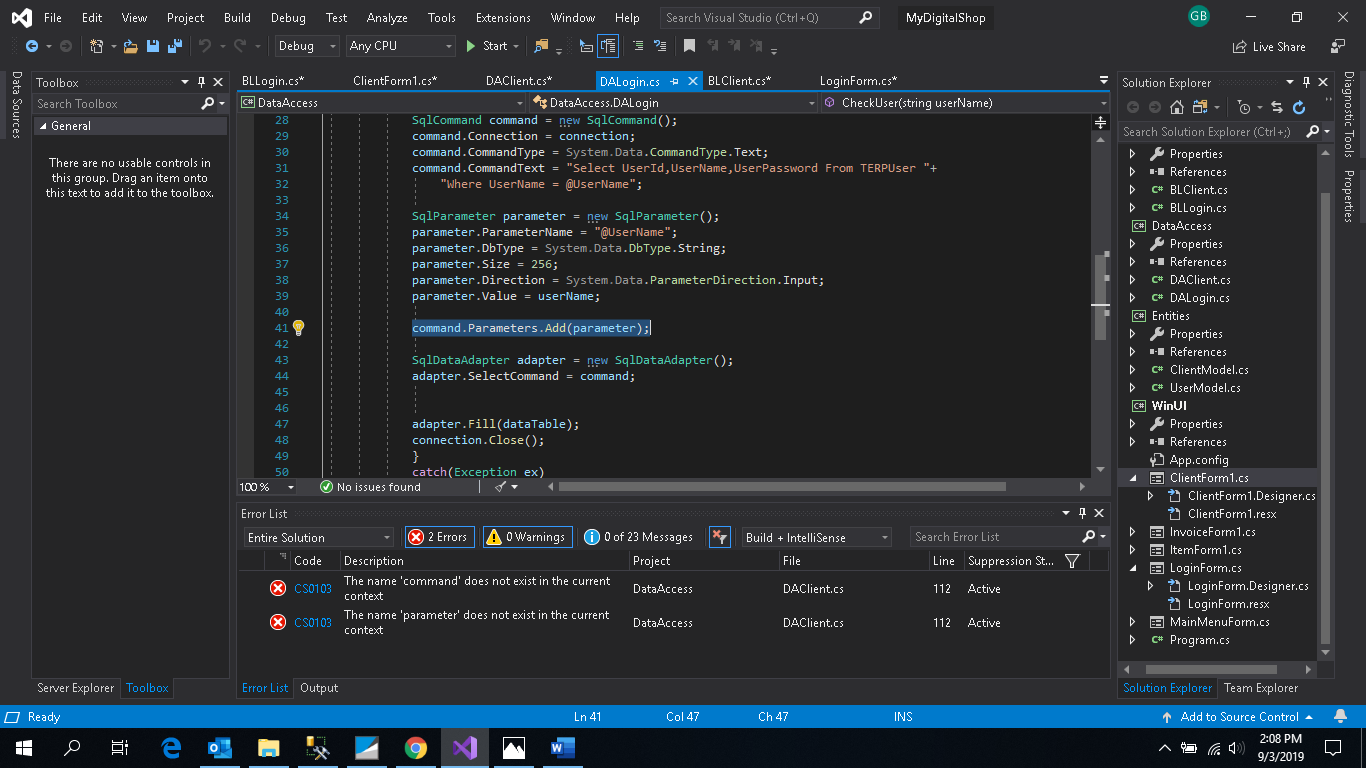 File Edit View Project Build Debug Test Analyze Tools Extensions Window Help Search Visual Studio (Ctrl+Q) MyDigitalShop GB
Debug Any CPU Start Live Share
Data Sources
Toolbox
Search Toolbox
General
There are no usable controls in
this group. Drag an item onto
this text to add it to the toolbox.
Server Explorer Toolbox
BLLogin.cs* ClientForm1.cs* DAClient.cs* DALogin.cs BLClient.cs* LoginForm.cs*
C# DataAccess DataAccess.DALogin CheckUser(string userName)
28 SqlCommand command = new SqlCommand();
29 command.Connection = connection;
30 command.CommandType = System.Data.CommandType.Text;
31 command.CommandText = "Select UserId,UserName,UserPassword From TERPUser "+
32 "Where UserName = @UserName";
33
34 SqlParameter parameter = new SqlParameter();
35 parameter.ParameterName = "@UserName";
36 parameter.DbType = System.Data.DbType.String;
37 parameter.Size = 256;
38 parameter.Direction = System.Data.ParameterDirection.Input;
39 parameter.Value = userName;
40
41 command.Parameters.Add(parameter);
42
43 SqlDataAdapter adapter = new SqlDataAdapter();
44 adapter.SelectCommand = command;
45
46
47 adapter.Fill(dataTable);
48 connection.Close();
49 }
50 catch(Exception ex)
100 % No issues found
Error List
Entire Solution 2 Errors 0 Warnings 0 of 23 Messages Build + IntelliSense Search Error List
Code Description Project File Line Suppression St...
CS0103 The name 'command' does not exist in the current
context DataAccess DAClient.cs 112 Active
CS0103 The name 'parameter' does not exist in the current
context DataAccess DAClient.cs 112 Active
Error List Output
Solution Explorer
Search Solution Explorer (Ctrl+;)
Properties
References
C# BLClient.cs
C# BLLogin.cs
C# DataAccess
Properties
References
C# DAClient.cs
C# DALogin.cs
C# Entities
Properties
References
C# ClientModel.cs
C# UserModel.cs
C# WinUI
Properties
References
App.config
ClientForm1.cs
ClientForm1.Designer.cs
ClientForm1.resx
InvoiceForm1.cs
ItemForm1.cs
LoginForm.cs
LoginForm.Designer.cs
LoginForm.resx
MainMenuForm.cs
C# Program.cs
Solution Explorer Team Explorer
Diagnostic Tools
Properties
Ready Ln 41 Col 47 Ch 47 INS Add to Source Control
2:08 PM
9/3/2019